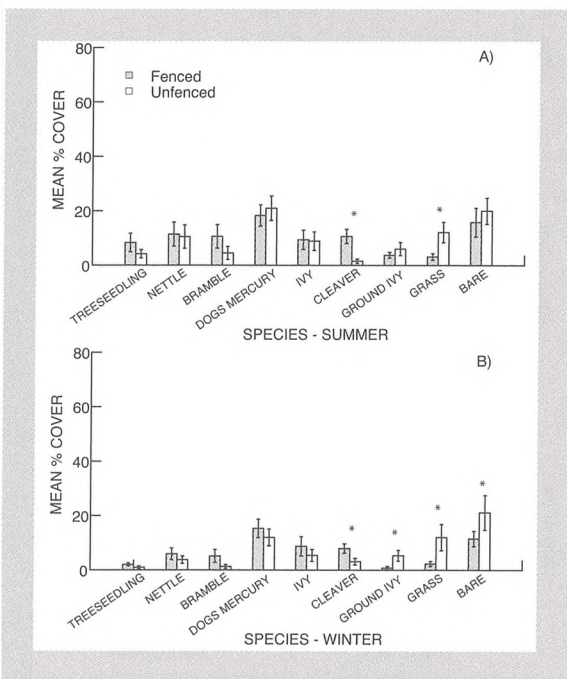 A)
80
60
40
20
0
MEAN % COVER
Fenced
Unfenced
*
*
TREESEEDLING
NETTLE
BRAMBLE
DOGS MERCURY
IVY
CLEAVER
GROUND IVY
GRASS
BARE
SPECIES - SUMMER
B)
80
60
40
20
0
MEAN % COVER
*
*
*
*
TREESEEDLING
NETTLE
BRAMBLE
DOGS MERCURY
IVY
CLEAVER
GROUND IVY
GRASS
BARE
SPECIES - WINTER